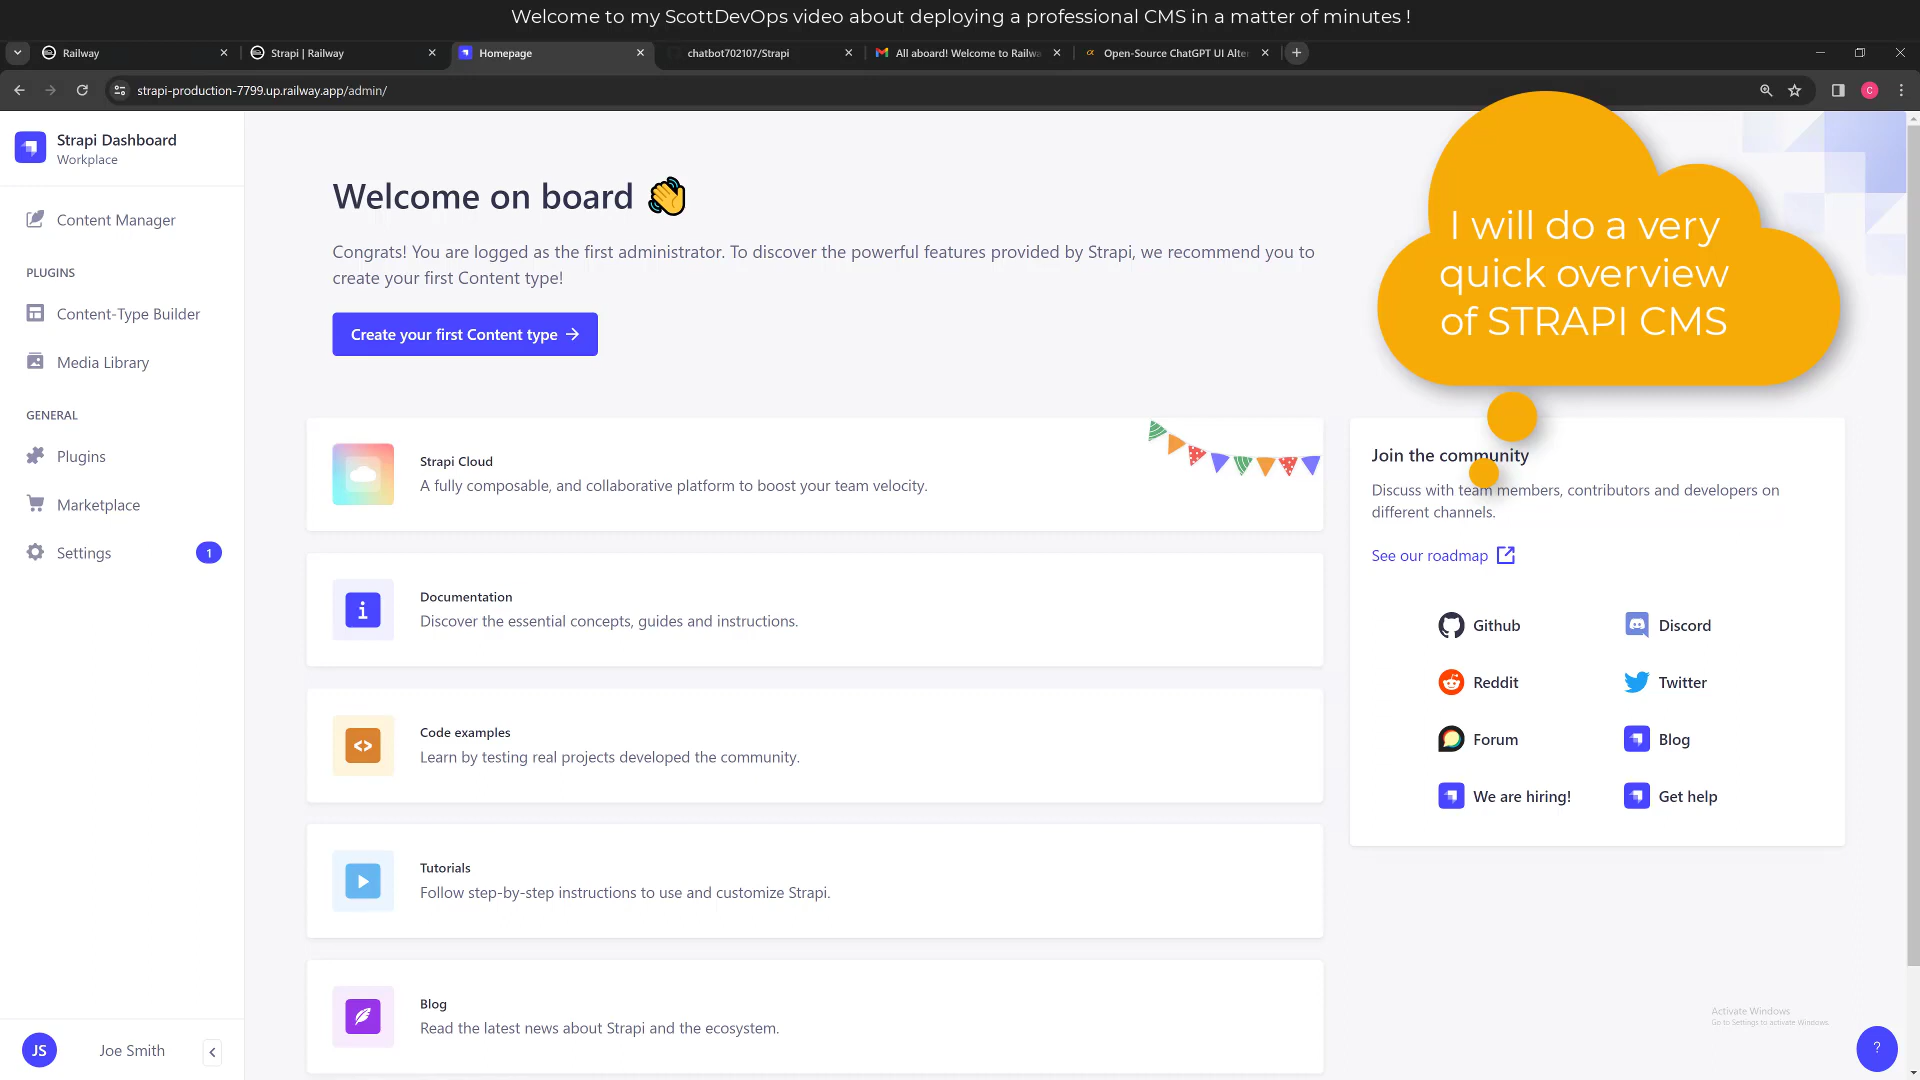 Welcome to my ScottDevOps video about deploying a professional CMS in a matter of minutes !
Railway
Strapi | Railway
Homepage
chatbot702107/Strapi
All aboard! Welcome to Railwa
Open-Source ChatGPT UI Alter
strapi-production-7799.up.railway.app/admin/
C
Strapi Dashboard
Workplace
Content Manager
PLUGINS
Content-Type Builder
Media Library
GENERAL
Plugins
Marketplace
Settings
1
JS
Joe Smith
Welcome on board
Congrats! You are logged as the first administrator. To discover the powerful features provided by Strapi, we recommend you to
create your first Content type!
Create your first Content type
I will do a very
quick overview
of STRAPI CMS
Strapi Cloud
A fully composable, and collaborative platform to boost your team velocity.
Documentation
Discover the essential concepts, guides and instructions.
Code examples
Learn by testing real projects developed the community.
Tutorials
Follow step-by-step instructions to use and customize Strapi.
Blog
Read the latest news about Strapi and the ecosystem.
Join the community
Discuss with team members, contributors and developers on
different channels.
See our roadmap
Github
Discord
Reddit
Twitter
Forum
Blog
We are hiring!
Get help
Activate Windows
Go to Settings to activate Windows.
?